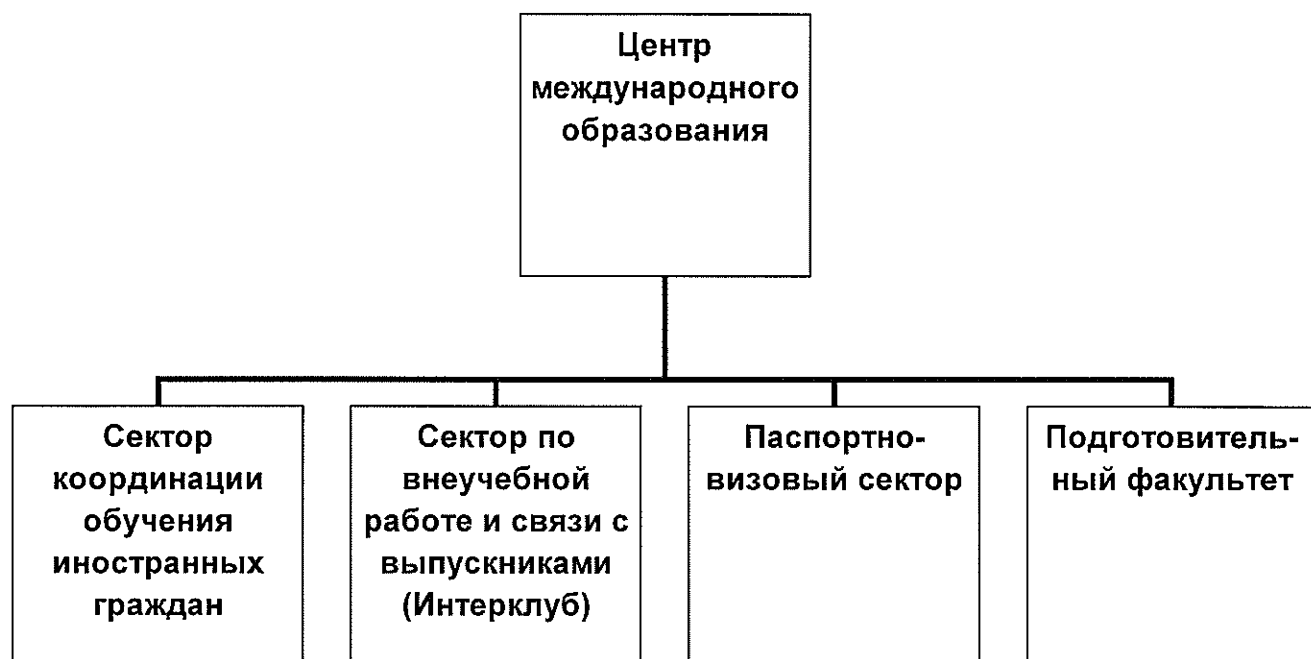 Центр
международного
образования
Сектор
координации
обучения
иностранных
граждан
Сектор по
внеучебной
работе и связи с
выпускниками
(Интерклуб)
Паспортно-
визовый сектор
Подготовитель-
ный факультет